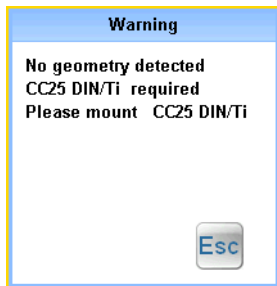 Warning
No geometry detected
CC25 DIN/Ti required
Please mount CC25 DIN/Ti
Esc